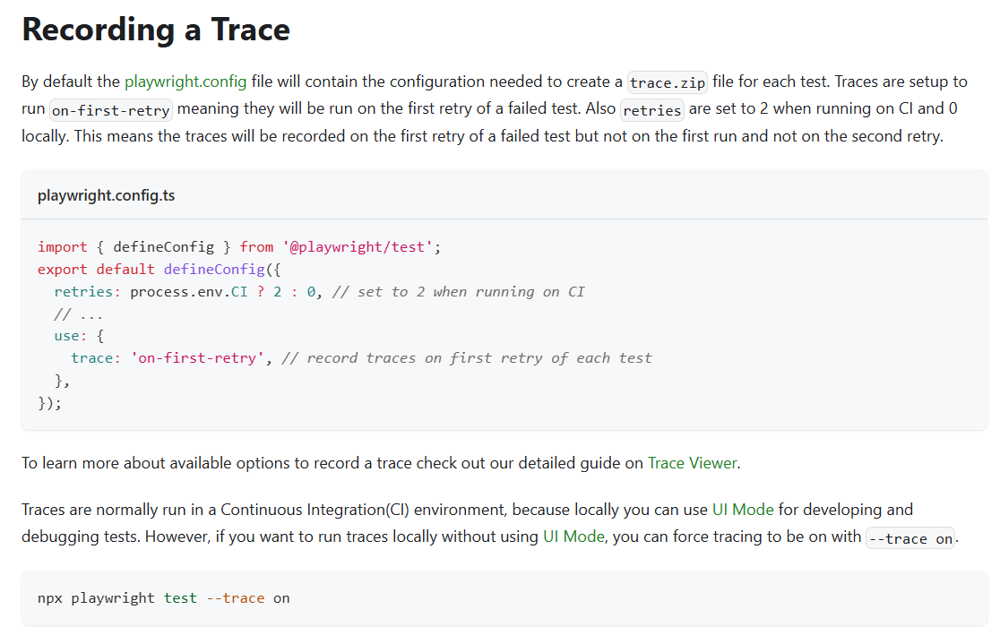 Recording a Trace
By default the playwright.config file will contain the configuration needed to create a trace.zip file for each test. Traces are setup to
run on-first-retry meaning they will be run on the first retry of a failed test. Also retries are set to 2 when running on CI and 0
locally. This means the traces will be recorded on the first retry of a failed test but not on the first run and not on the second retry.
playwright.config.ts
import { defineConfig } from '@playwright/test';
export default defineConfig({
  retries: process.env.CI ? 2 : 0, // set to 2 when running on CI
  // ...
  use: {
    trace: 'on-first-retry', // record traces on first retry of each test
  },
});
To learn more about available options to record a trace check out our detailed guide on Trace Viewer.
Traces are normally run in a Continuous Integration(CI) environment, because locally you can use UI Mode for developing and
debugging tests. However, if you want to run traces locally without using UI Mode, you can force tracing to be on with --trace on.
npx playwright test --trace on